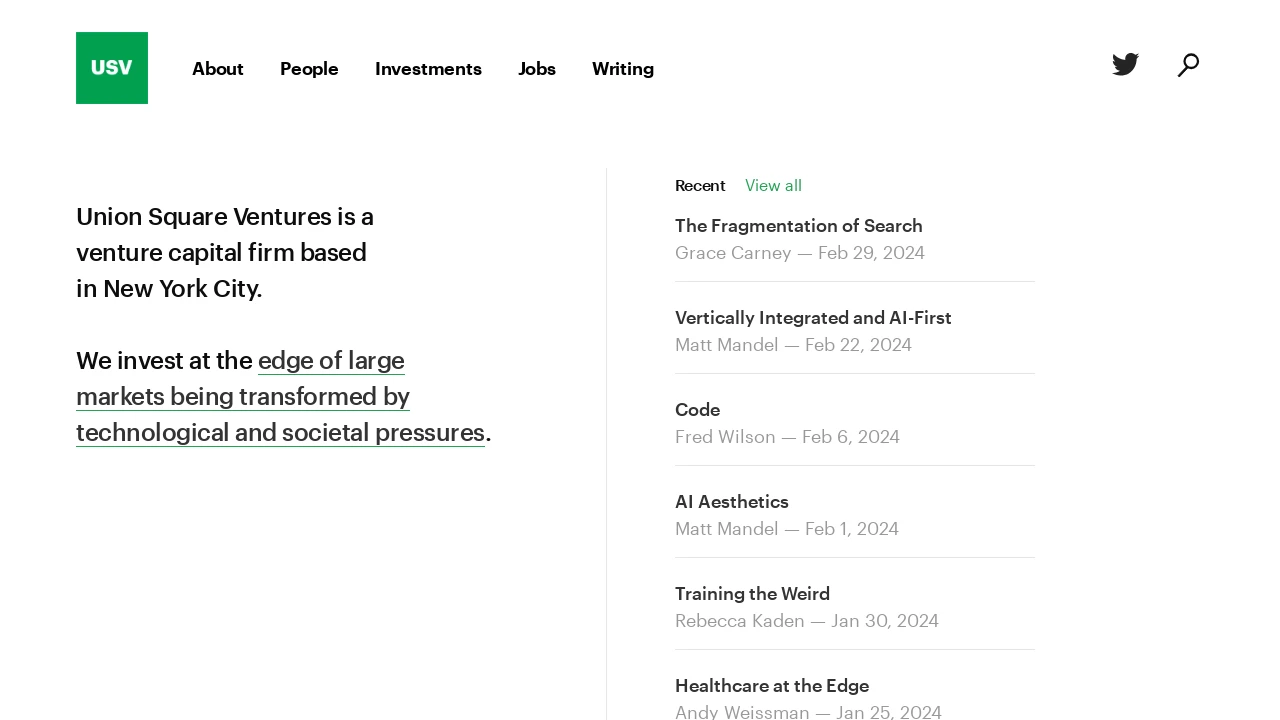 USV
About
People
Investments
Jobs
Writing
Union Square Ventures is a
venture capital firm based
in New York City.
We invest at the edge of large
markets being transformed by
technological and societal pressures.
Recent View all
The Fragmentation of Search
Grace Carney — Feb 29, 2024
Vertically Integrated and AI-First
Matt Mandel — Feb 22, 2024
Code
Fred Wilson — Feb 6, 2024
AI Aesthetics
Matt Mandel — Feb 1, 2024
Training the Weird
Rebecca Kaden — Jan 30, 2024
Healthcare at the Edge
Andy Weissman — Jan 25, 2024